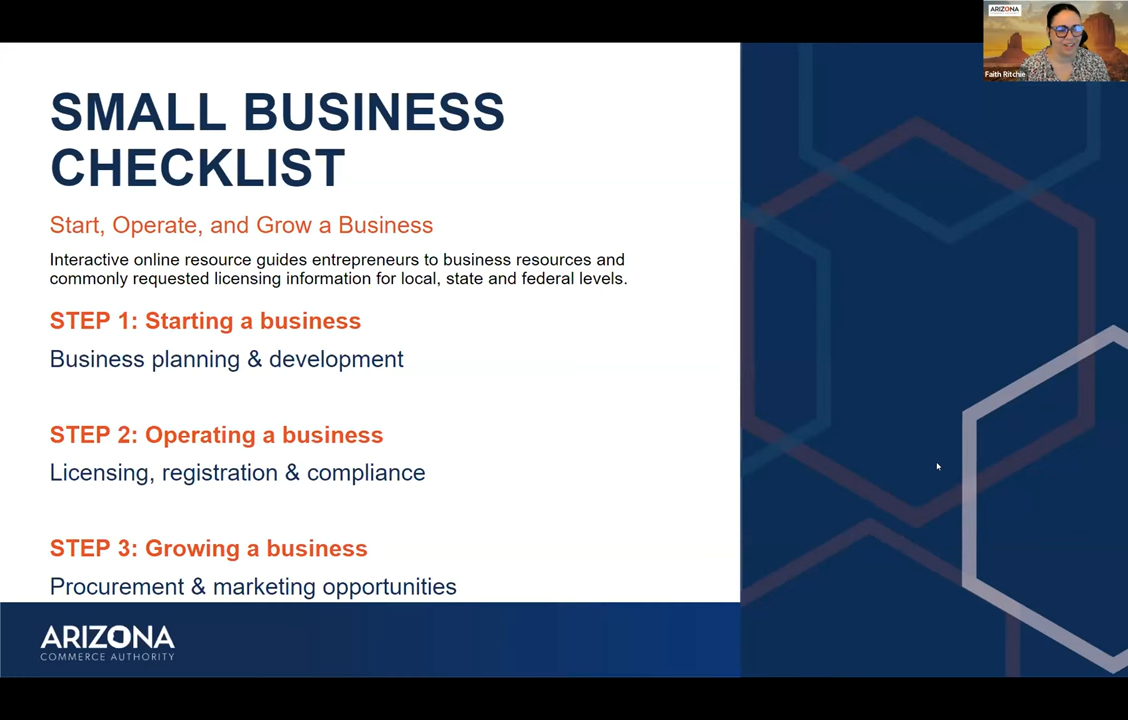 ARIZONA
Faith Ritchie
SMALL BUSINESS
CHECKLIST
Start, Operate, and Grow a Business
Interactive online resource guides entrepreneurs to business resources and
commonly requested licensing information for local, state and federal levels.
STEP 1: Starting a business
Business planning & development
STEP 2: Operating a business
Licensing, registration & compliance
STEP 3: Growing a business
Procurement & marketing opportunities
ARIZONA
COMMERCE AUTHORITY